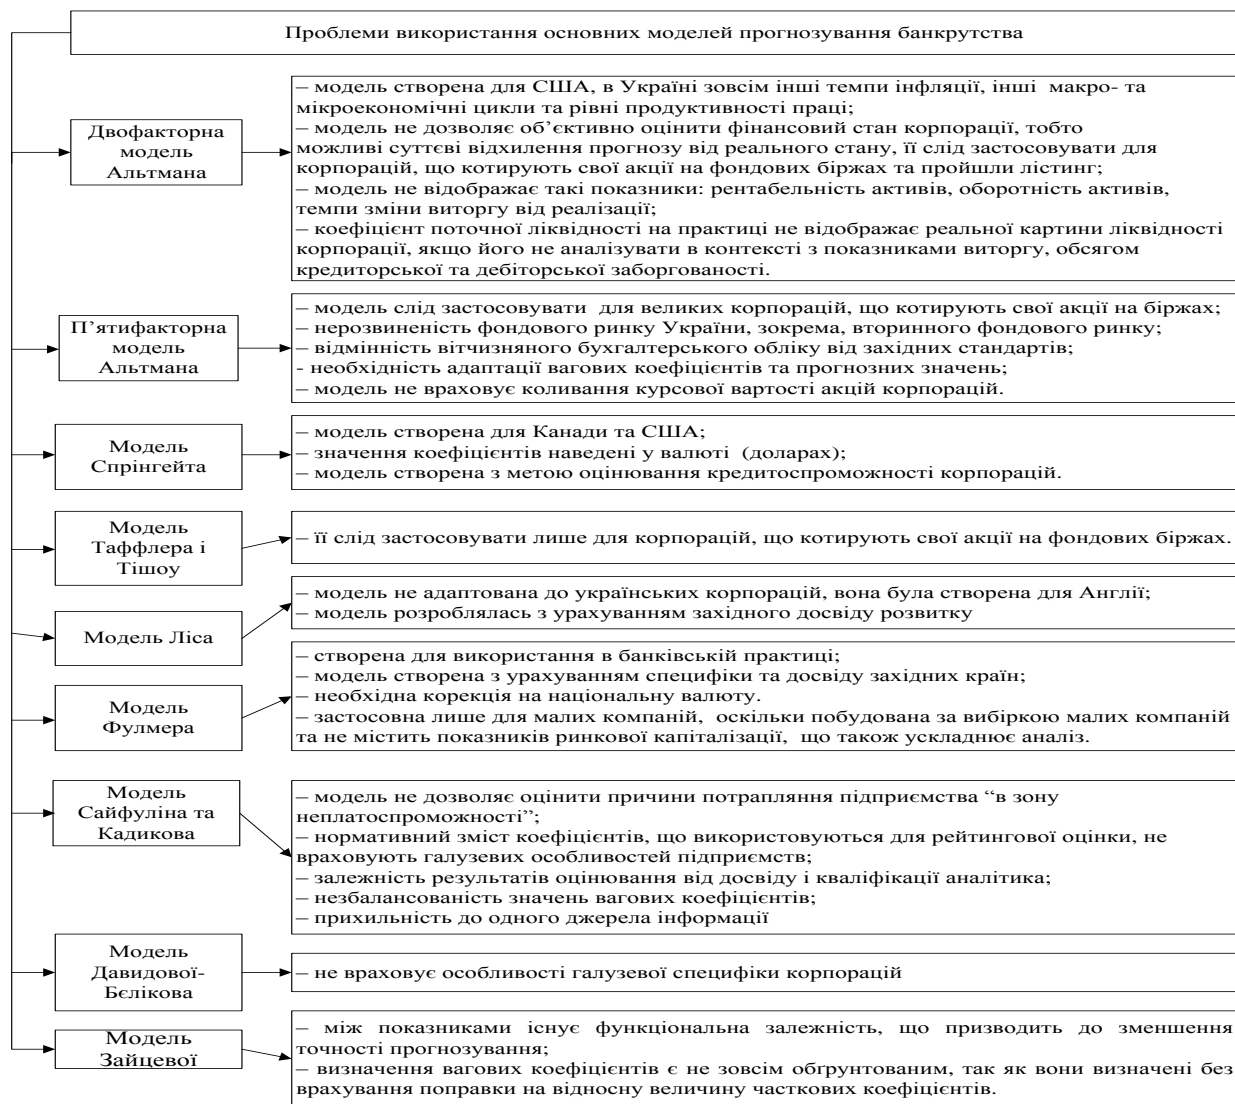 Проблеми використання основних моделей прогнозування банкрутства
Двофакторна
модель
Альтмана
– модель створена для США, в Україні зовсім інші темпи інфляції, інші макро- та
мікроекономічні цикли та рівні продуктивності праці;
– модель не дозволяє об’єктивно оцінити фінансовий стан корпорації, тобто
можливі суттєві відхилення прогнозу від реального стану, її слід застосовувати для
корпорацій, що котирують свої акції на фондових біржах та пройшли лістинг;
– модель не відображає такі показники: рентабельність активів, оборотність активів,
темпи зміни виторгу від реалізації;
– коефіцієнт поточної ліквідності на практиці не відображає реальної картини ліквідності
корпорації, якщо його не аналізувати в контексті з показниками виторгу, обсягом
кредиторської та дебіторської заборгованості.
П’ятифакторна
модель
Альтмана
– модель слід застосовувати для великих корпорацій, що котирують свої акції на біржах;
– нерозвиненість фондового ринку України, зокрема, вторинного фондового ринку;
– відмінність вітчизняного бухгалтерського обліку від західних стандартів;
- необхідність адаптації вагових коефіцієнтів та прогнозних значень;
– модель не враховує коливання курсової вартості акцій корпорацій.
Модель
Спрінгейта
– модель створена для Канади та США;
– значення коефіцієнтів наведені у валюті (доларах);
– модель створена з метою оцінювання кредитоспроможності корпорацій.
Модель
Таффлера і
Тішоу
– її слід застосовувати лише для корпорацій, що котирують свої акції на фондових біржах.
Модель Ліса
– модель не адаптована до українських корпорацій, вона була створена для Англії;
– модель розроблялась з урахуванням західного досвіду розвитку
Модель
Фулмера
– створена для використання в банківській практиці;
– модель створена з урахуванням специфіки та досвіду західних країн;
– необхідна корекція на національну валюту.
– застосовна лише для малих компаній, оскільки побудована за вибіркою малих компаній
та не містить показників ринкової капіталізації, що також ускладнює аналіз.
Модель
Сайфуліна та
Кадикова
– модель не дозволяє оцінити причини потрапляння підприємства “в зону
неплатоспроможності”;
– нормативний зміст коефіцієнтів, що використовуються для рейтингової оцінки, не
враховують галузевих особливостей підприємств;
– залежність результатів оцінювання від досвіду і кваліфікації аналітика;
– незбалансованість значень вагових коефіцієнтів;
– прихильність до одного джерела інформації
Модель
Давидової-
Бєлікова
– не враховує особливості галузевої специфіки корпорацій
Модель
Зайцевої
– між показниками існує функціональна залежність, що призводить до зменшення
точності прогнозування;
– визначення вагових коефіцієнтів є не зовсім обґрунтованим, так як вони визначені без
врахування поправки на відносну величину часткових коефіцієнтів.